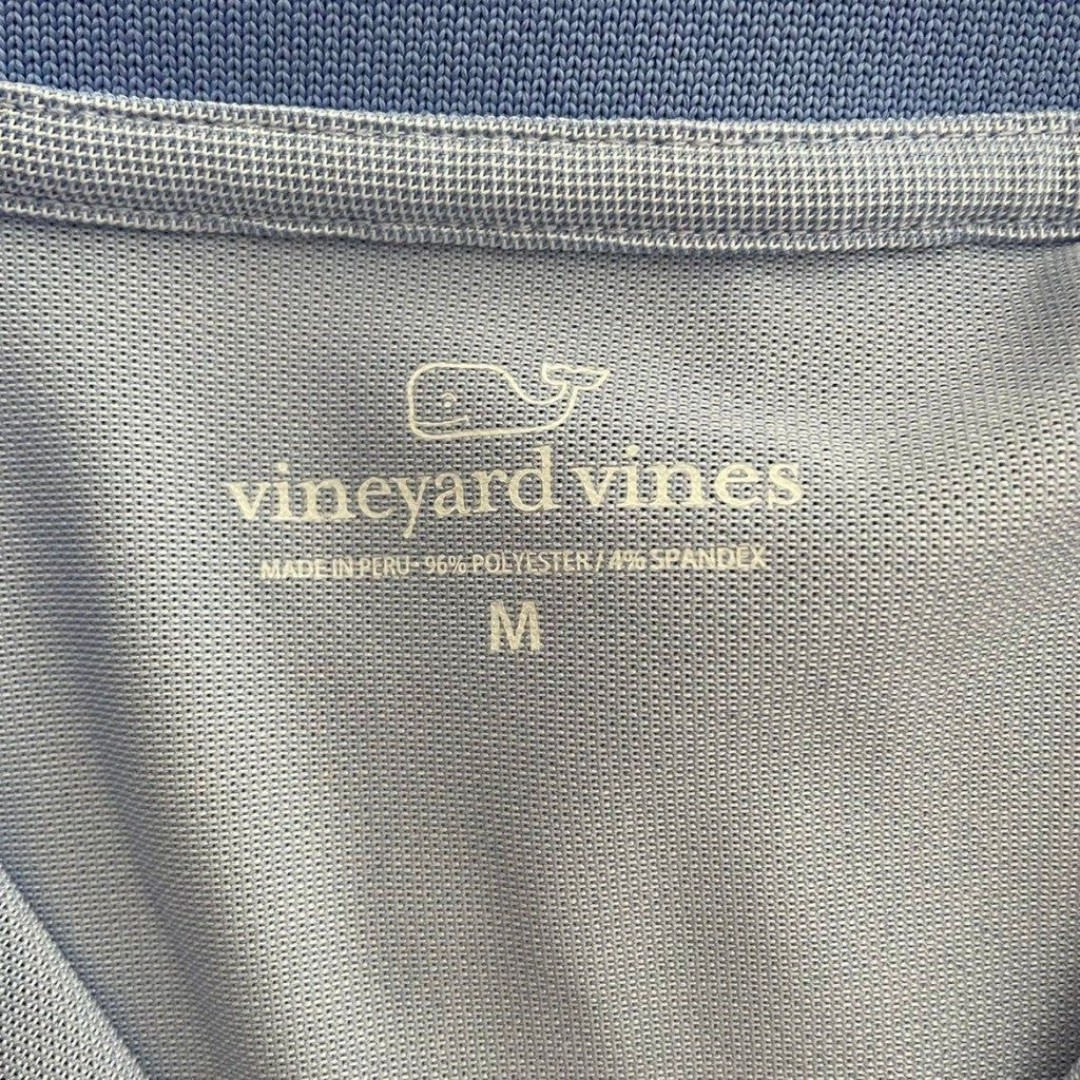 vineyard vines
MADE IN PERU - 96% POLYESTER / 4% SPANDEX
M